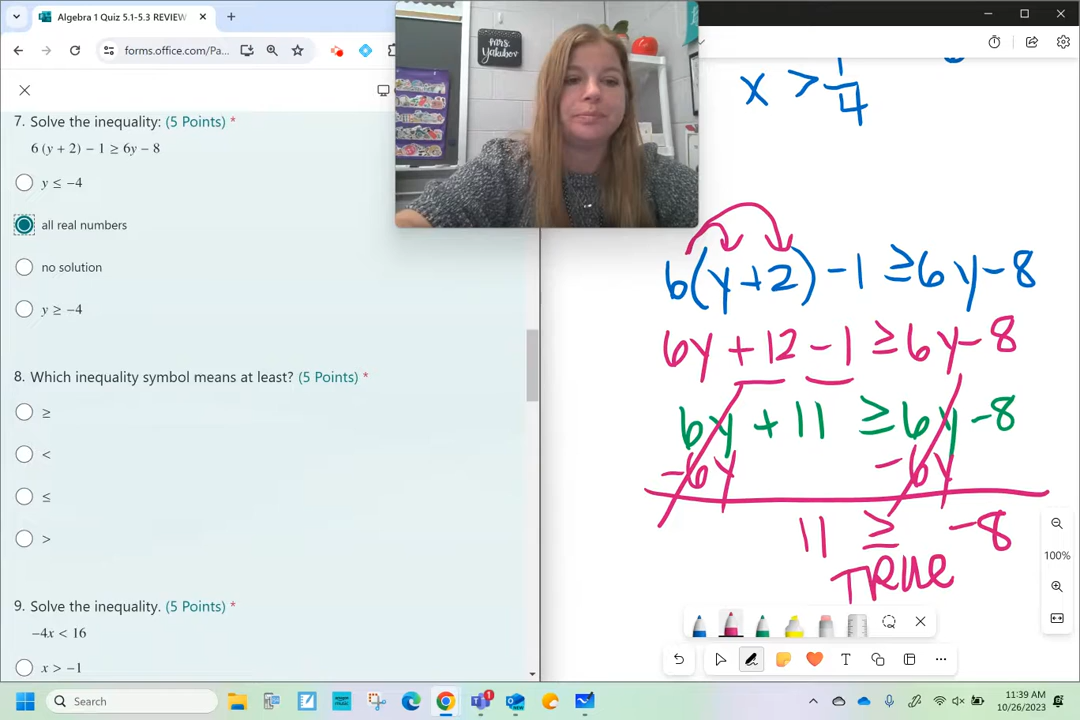 Algebra 1 Quiz 5.1-5.3 REVIEW
forms.office.com/Pa...
7. Solve the inequality: (5 Points) *
6 (y + 2) − 1 ≥ 6y − 8
y ≤ −4
all real numbers
no solution
y ≥ −4
8. Which inequality symbol means at least? (5 Points) *
≥
<
≤
>
9. Solve the inequality. (5 Points) *
−4x < 16
x > −1
Mrs.
Yakubov
x > 1/4
6(y+2) -1 ≥ 6y-8
6y + 12 - 1 ≥ 6y - 8
6y + 11 ≥ 6y - 8
-6y -6y
11 ≥ -8
TRUE
100%
Search
1
11:39 AM
10/26/2023